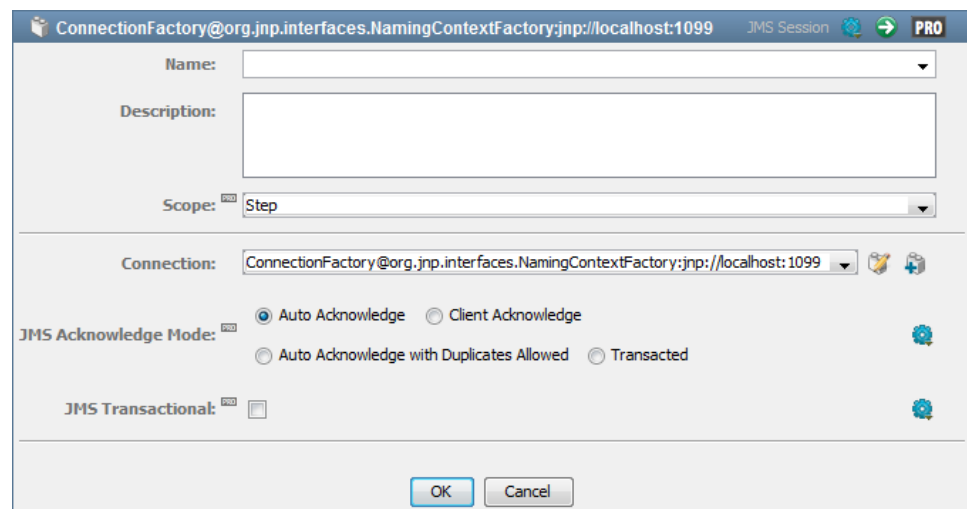 ConnectionFactory@org.jnp.interfaces.NamingContextFactory:jnp://localhost:1099 JMS Session PRO
Name:
Description:
Scope: PRO Step
Connection: ConnectionFactory@org.jnp.interfaces.NamingContextFactory:jnp://localhost:1099
Auto Acknowledge Client Acknowledge
JMS Acknowledge Mode: PRO
Auto Acknowledge with Duplicates Allowed Transacted
JMS Transactional: PRO
OK Cancel